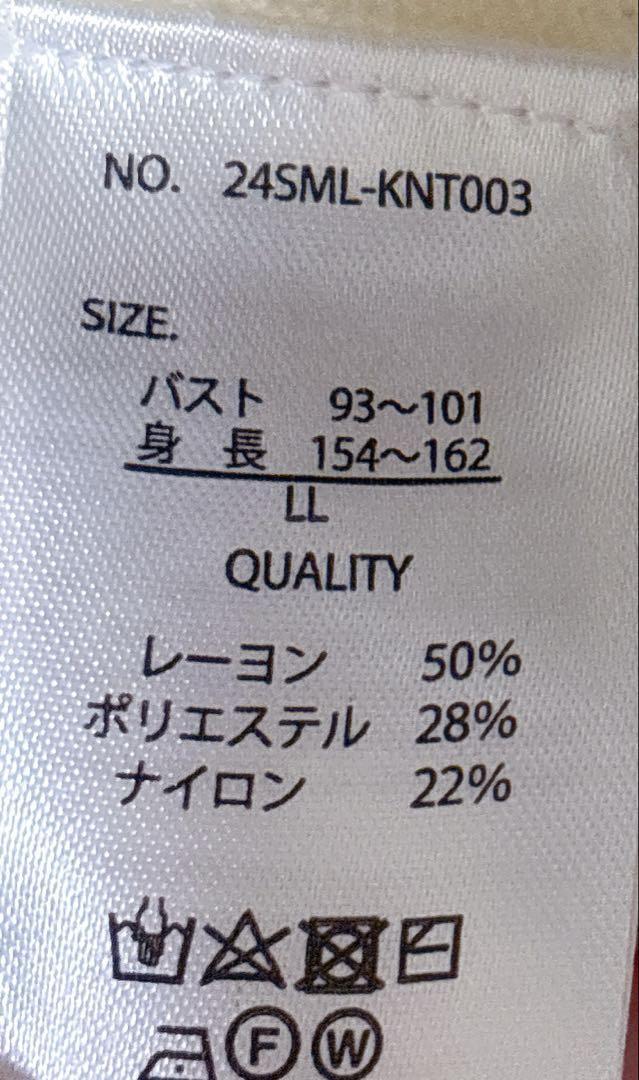 NO. 24SML-KNT003
SIZE.
バスト 93～101
身 長 154～162
LL
QUALITY
レーヨン 50%
ポリエステル 28%
ナイロン 22%
F W